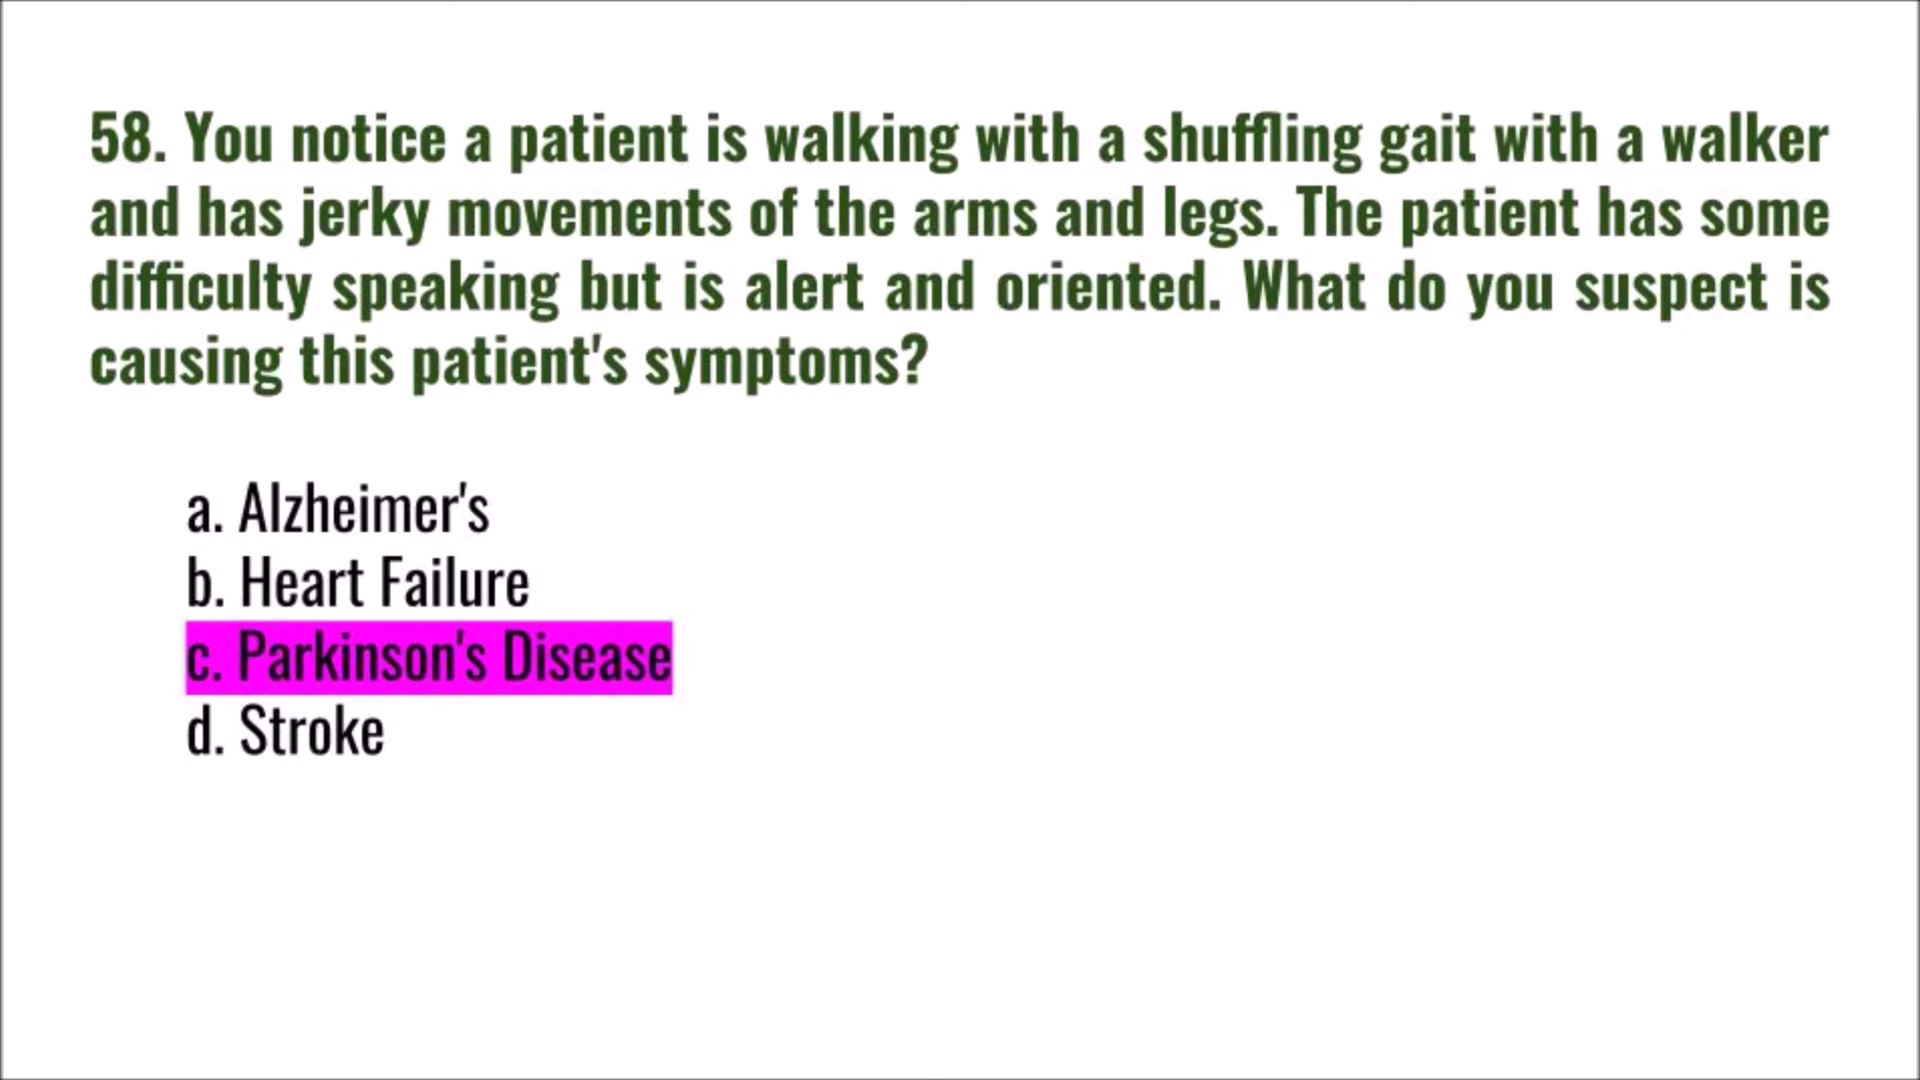 58. You notice a patient is walking with a shuffling gait with a walker
and has jerky movements of the arms and legs. The patient has some
difficulty speaking but is alert and oriented. What do you suspect is
causing this patient's symptoms?
a. Alzheimer's
b. Heart Failure
c. Parkinson's Disease
d. Stroke